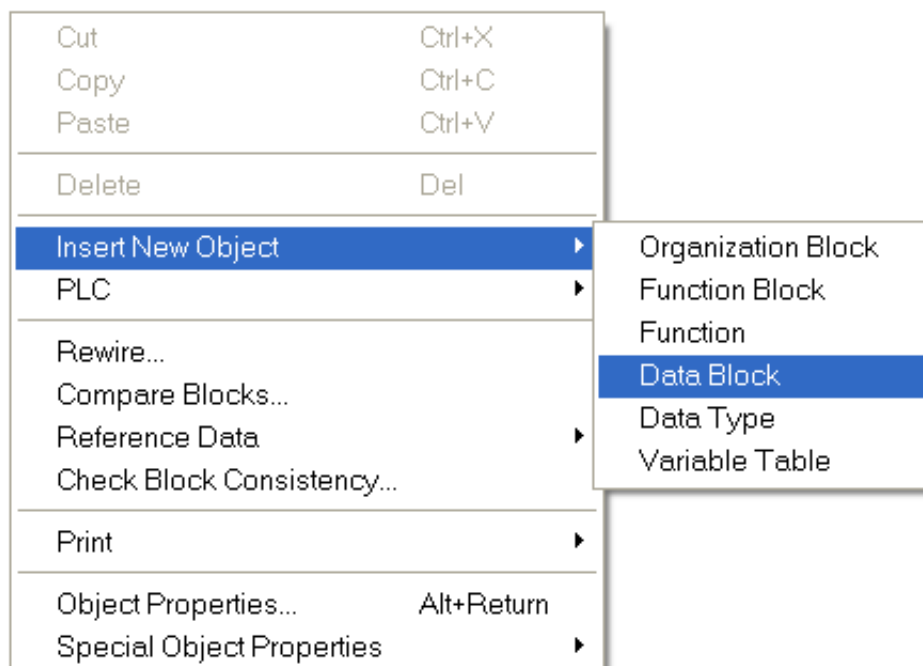 Cut Ctrl+X
Copy Ctrl+C
Paste Ctrl+V
Delete Del
Insert New Object
PLC
Rewire...
Compare Blocks...
Reference Data
Check Block Consistency...
Print
Object Properties... Alt+Return
Special Object Properties
Organization Block
Function Block
Function
Data Block
Data Type
Variable Table